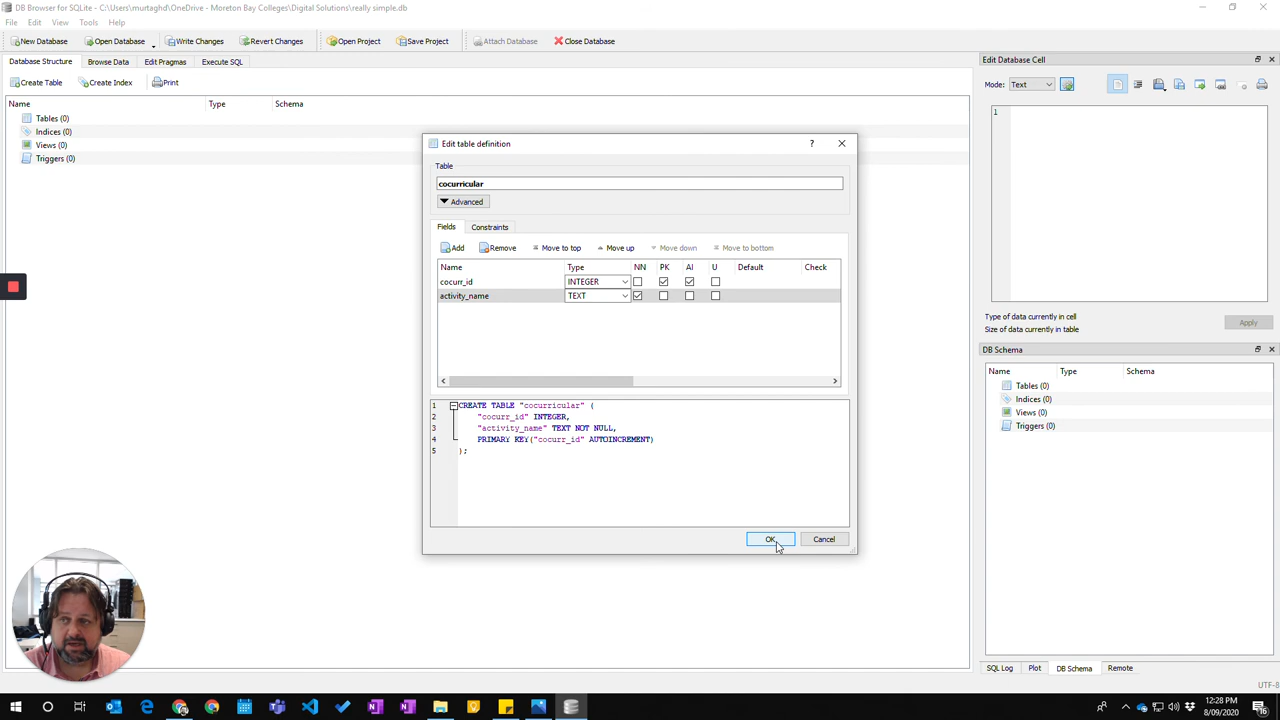 DB Browser for SQLite - C:\Users\murtaghd\OneDrive - Moreton Bay Colleges\Digital Solutions\really simple.db
File Edit View Tools Help
New Database Open Database Write Changes Revert Changes Open Project Save Project Attach Database Close Database
Database Structure Browse Data Edit Pragmas Execute SQL
Create Table Create Index Print
Name Type Schema
Tables (0)
Indices (0)
Views (0)
Triggers (0)
Edit table definition ?
Table
cocurricular
Advanced
Fields Constraints
Add Remove Move to top Move up Move down Move to bottom
Name Type NN PK AI U Default Check
cocurr_id INTEGER
activity_name TEXT
1 CREATE TABLE "cocurricular" (
2 "cocurr_id" INTEGER,
3 "activity_name" TEXT NOT NULL,
4 PRIMARY KEY("cocurr_id" AUTOINCREMENT)
5 );
OK Cancel
Edit Database Cell
Mode: Text
1
Type of data currently in cell
Size of data currently in table
Apply
DB Schema
Name Type Schema
Tables (0)
Indices (0)
Views (0)
Triggers (0)
SQL Log Plot DB Schema Remote
UTF-8
12:28 PM
8/09/2020
16